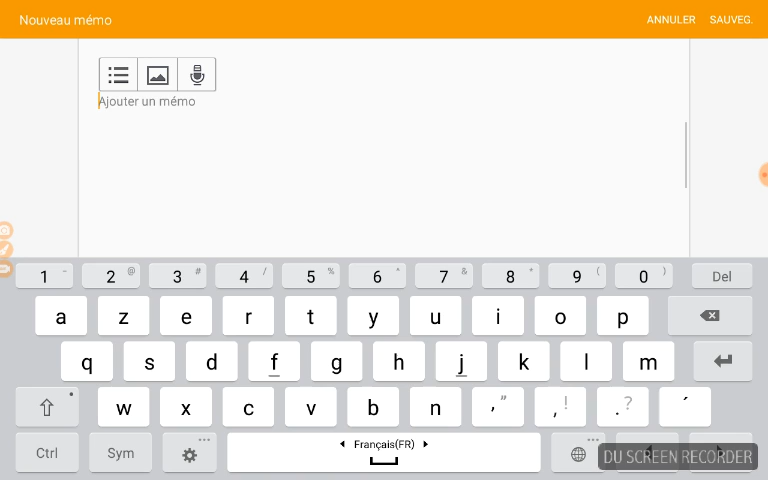 Nouveau mémo ANNULER SAUVEG.
Ajouter un mémo
1 - 2 @ 3 # 4 / 5 % 6 ^ 7 & 8 * 9 ( 0 ) Del
a z e r t y u i o p
q s d f g h j k l m
w x c v b n ' " , ! . ? ´
Ctrl Sym Français(FR)
DU SCREEN RECORDER